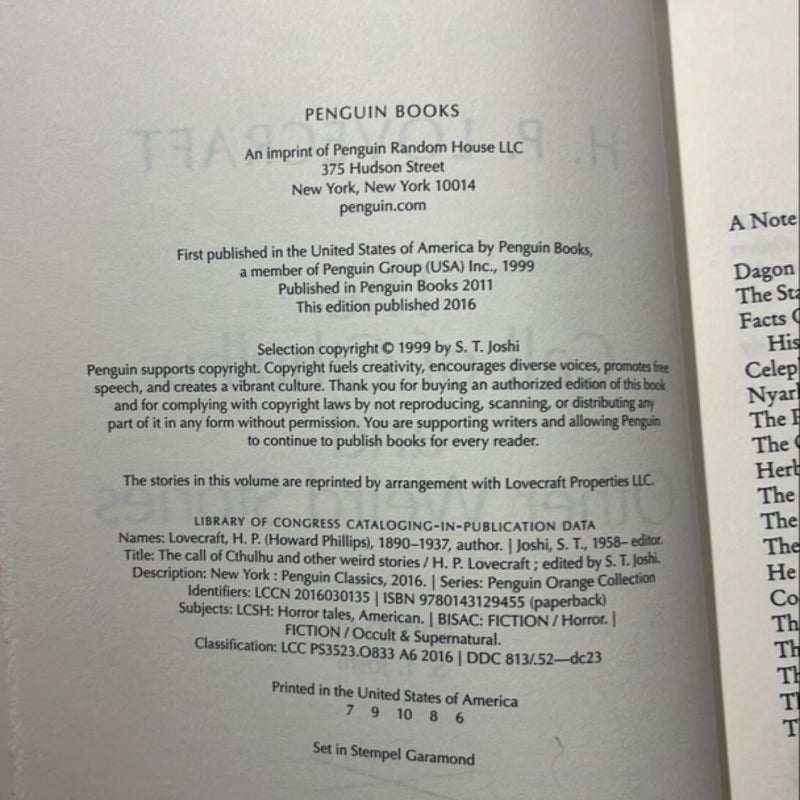 PENGUIN BOOKS
An imprint of Penguin Random House LLC
375 Hudson Street
New York, New York 10014
penguin.com
First published in the United States of America by Penguin Books,
a member of Penguin Group (USA) Inc., 1999
Published in Penguin Books 2011
This edition published 2016
Selection copyright © 1999 by S. T. Joshi
Penguin supports copyright. Copyright fuels creativity, encourages diverse voices, promotes free
speech, and creates a vibrant culture. Thank you for buying an authorized edition of this book
and for complying with copyright laws by not reproducing, scanning, or distributing any
part of it in any form without permission. You are supporting writers and allowing Penguin
to continue to publish books for every reader.
The stories in this volume are reprinted by arrangement with Lovecraft Properties LLC.
LIBRARY OF CONGRESS CATALOGING-IN-PUBLICATION DATA
Names: Lovecraft, H. P. (Howard Phillips), 1890–1937, author. | Joshi, S. T., 1958– editor.
Title: The call of Cthulhu and other weird stories / H. P. Lovecraft ; edited by S. T. Joshi.
Description: New York : Penguin Classics, 2016. | Series: Penguin Orange Collection
Identifiers: LCCN 2016030135 | ISBN 9780143129455 (paperback)
Subjects: LCSH: Horror tales, American. | BISAC: FICTION / Horror. |
FICTION / Occult & Supernatural.
Classification: LCC PS3523.O833 A6 2016 | DDC 813/.52—dc23
Printed in the United States of America
7 9 10 8 6
Set in Stempel Garamond
A Note
Dagon
The Sta
Facts
His
Celep
Nyarl
The
The
Herb
The
The
The
He
Co
Th
Th
Th
Th
T